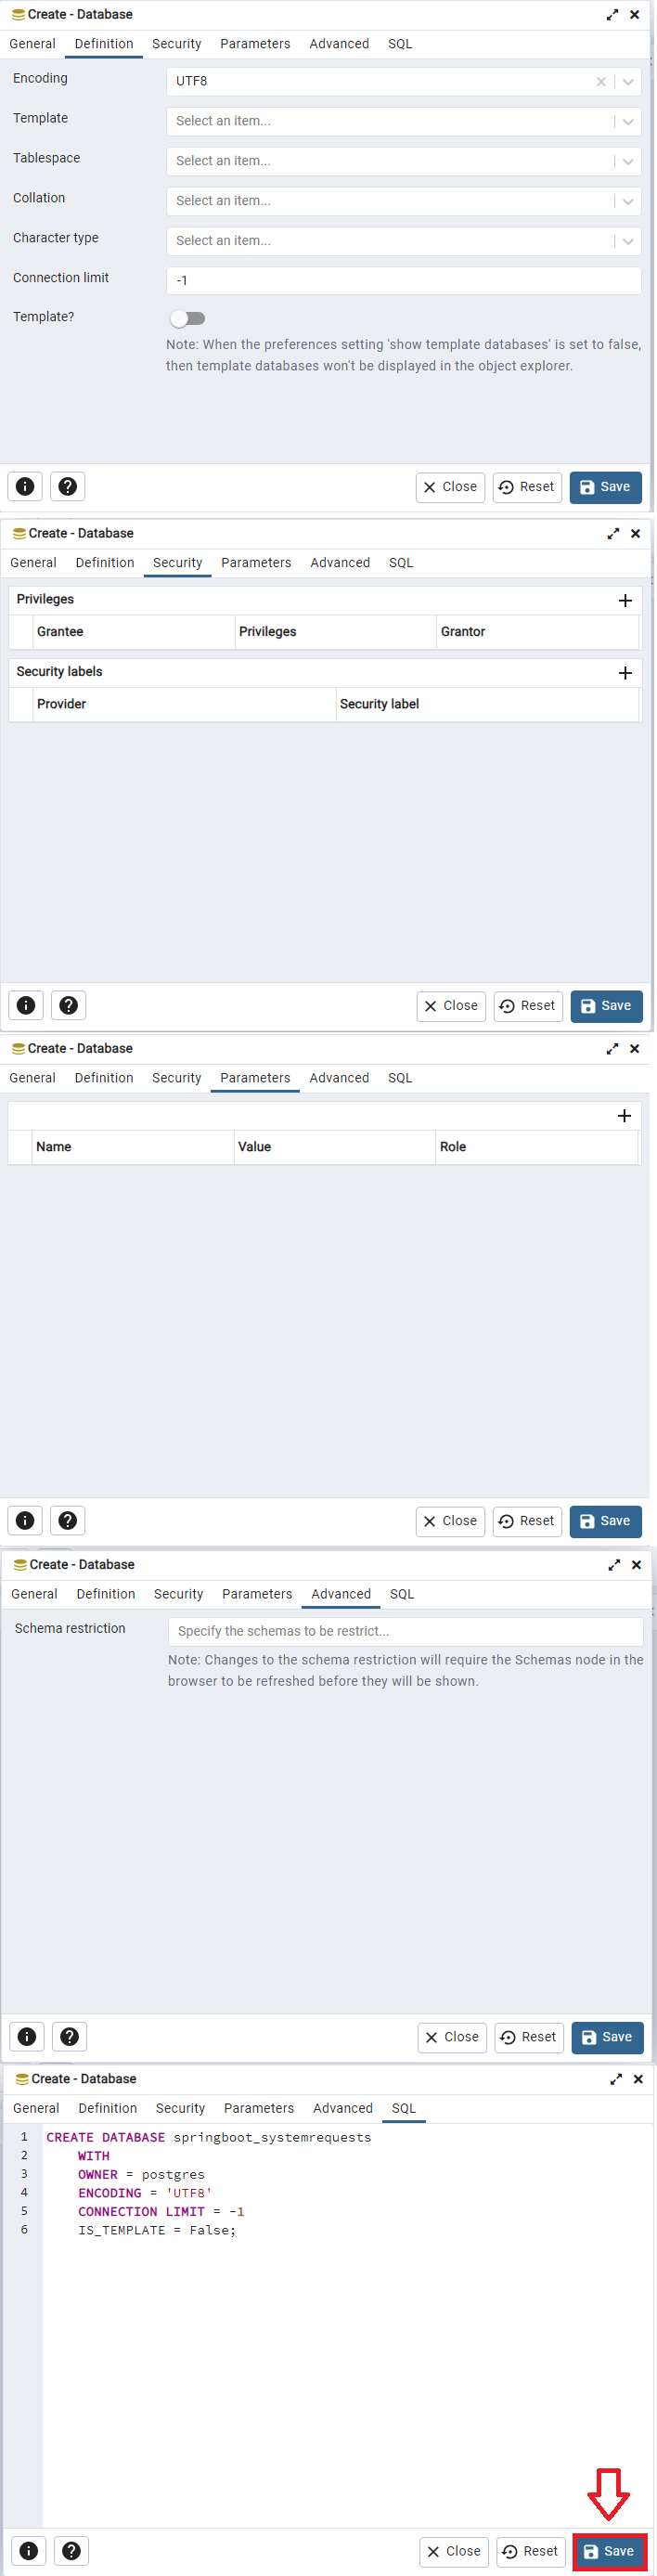 Create - Database
General Definition Security Parameters Advanced SQL
Encoding UTF8
Template Select an item...
Tablespace Select an item...
Collation Select an item...
Character type Select an item...
Connection limit -1
Template?
Note: When the preferences setting 'show template databases' is set to false,
then template databases won't be displayed in the object explorer.
Close Reset Save
Create - Database
General Definition Security Parameters Advanced SQL
Privileges
Grantee Privileges Grantor
Security labels
Provider Security label
Close Reset Save
Create - Database
General Definition Security Parameters Advanced SQL
Name Value Role
Close Reset Save
Create - Database
General Definition Security Parameters Advanced SQL
Schema restriction Specify the schemas to be restrict...
Note: Changes to the schema restriction will require the Schemas node in the
browser to be refreshed before they will be shown.
Close Reset Save
Create - Database
General Definition Security Parameters Advanced SQL
1 CREATE DATABASE springboot_systemrequests
2 WITH
3 OWNER = postgres
4 ENCODING = 'UTF8'
5 CONNECTION LIMIT = -1
6 IS_TEMPLATE = False;
Close Reset Save